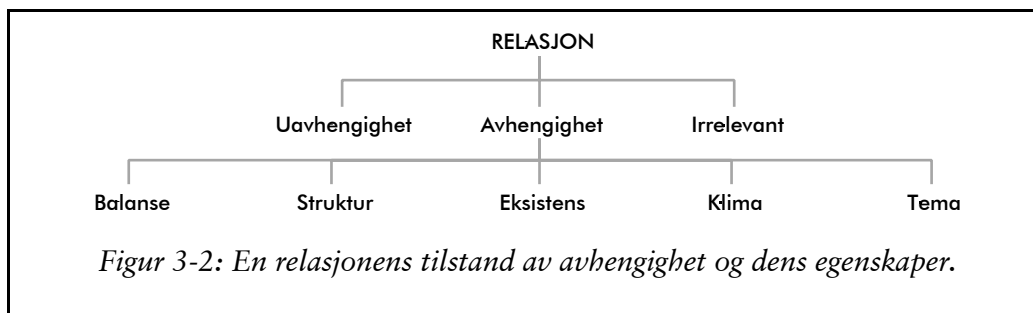 RELASJON
Uavhengighet Avhengighet Irrelevant
Balanse Struktur Eksistens Klima Tema
Figur 3-2: En relasjonens tilstand av avhengighet og dens egenskaper.